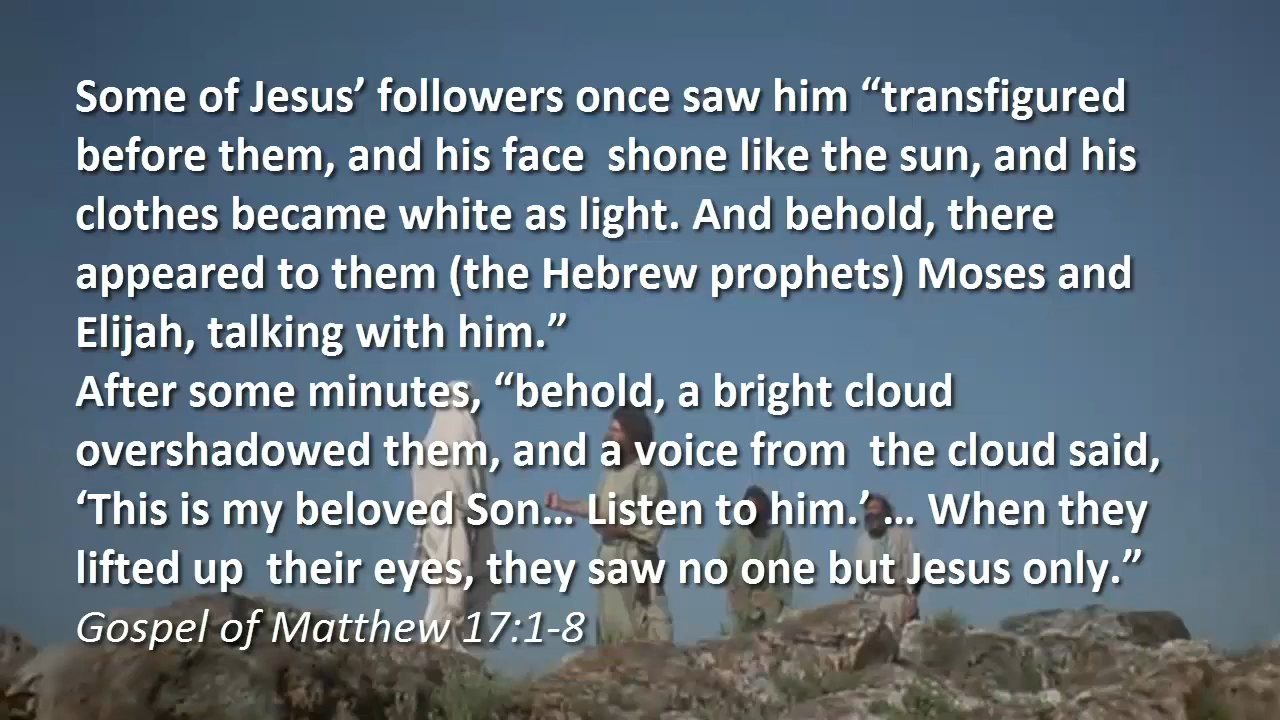 Some of Jesus’ followers once saw him “transfigured
before them, and his face  shone like the sun, and his
clothes became white as light. And behold, there
appeared to them (the Hebrew prophets) Moses and
Elijah, talking with him.”
After some minutes, “behold, a bright cloud
overshadowed them, and a voice from  the cloud said,
‘This is my beloved Son… Listen to him.’ … When they
lifted up  their eyes, they saw no one but Jesus only.”
Gospel of Matthew 17:1-8